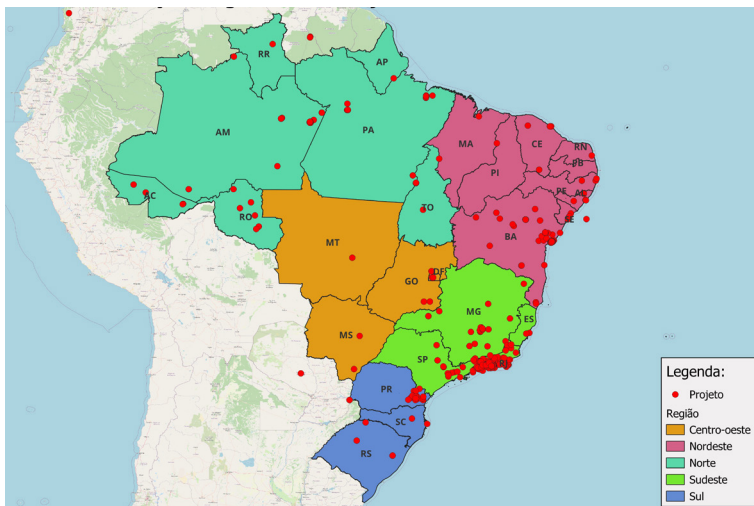 RR
AP
AM
PA
MA
CE
RN
PB
PI
PE
AL
SE
AC
RO
TO
BA
MT
DF
GO
MG
ES
MS
SP
RJ
PR
SC
RS
Legenda:
Projeto
Região
Centro-oeste
Nordeste
Norte
Sudeste
Sul